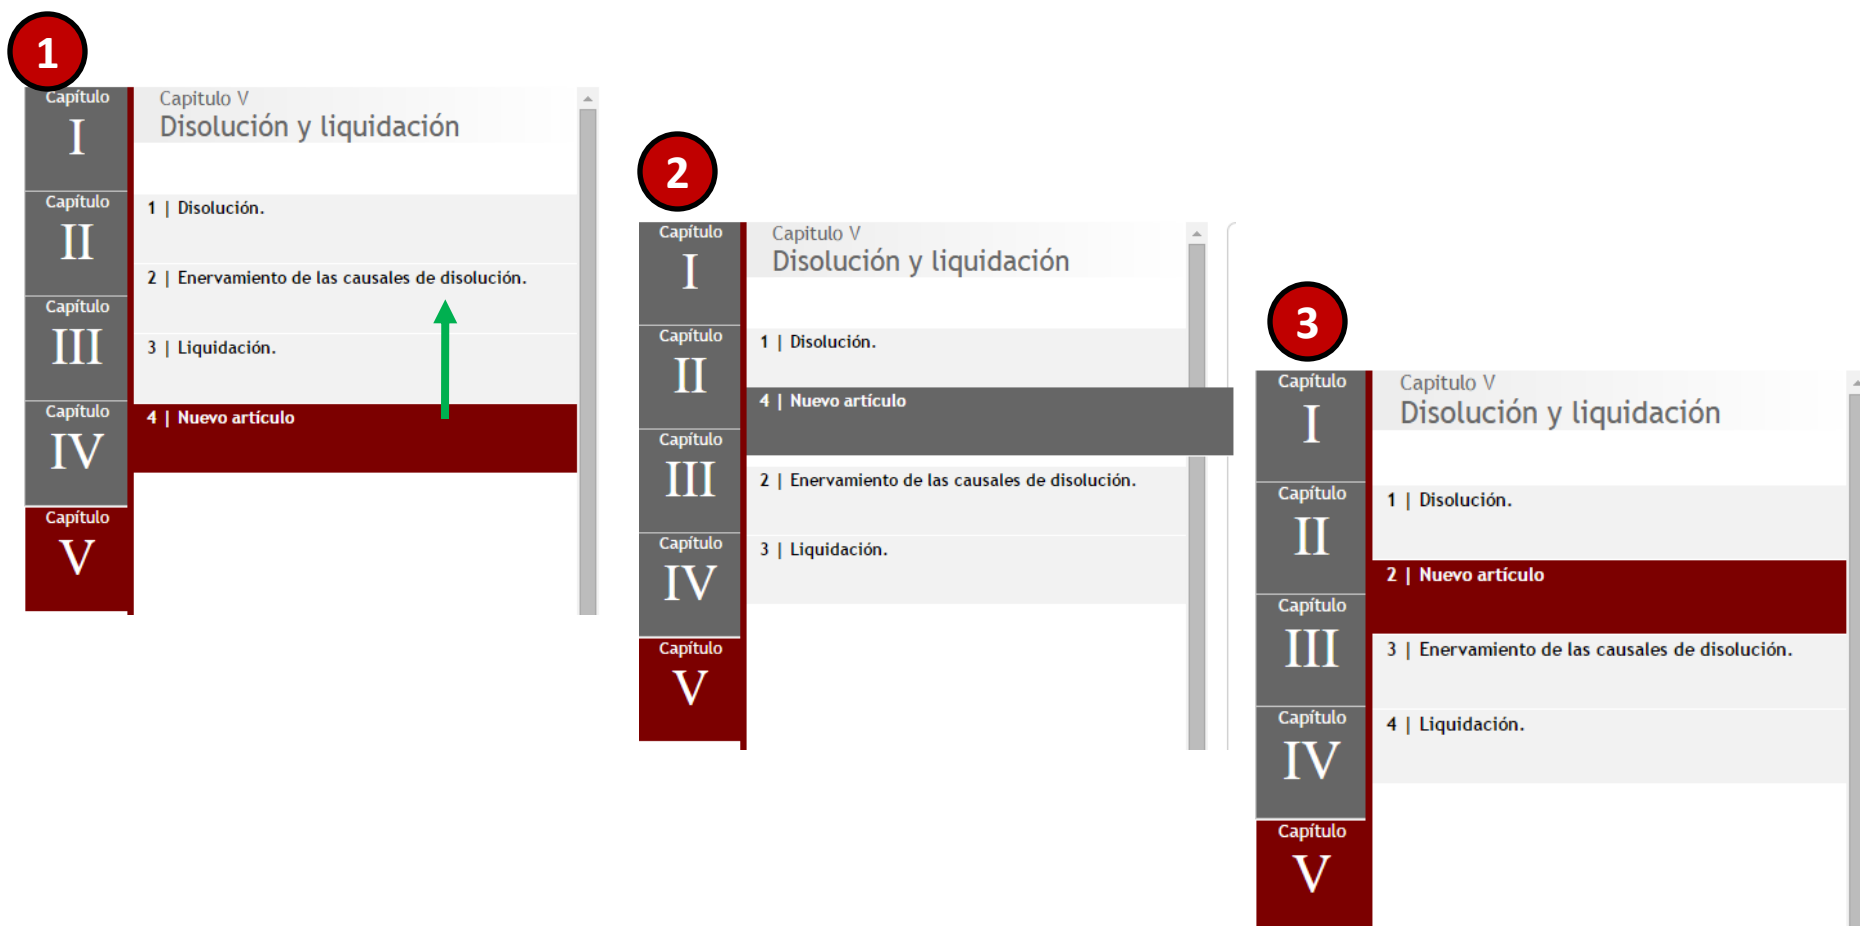 1
Capítulo
I
Capítulo
II
Capítulo
III
Capítulo
IV
Capítulo
V
Capitulo V
Disolución y liquidación
1 | Disolución.
2 | Enervamiento de las causales de disolución.
3 | Liquidación.
4 | Nuevo artículo
2
Capítulo
I
Capítulo
II
Capítulo
III
Capítulo
IV
Capítulo
V
Capitulo V
Disolución y liquidación
1 | Disolución.
4 | Nuevo artículo
2 | Enervamiento de las causales de disolución.
3 | Liquidación.
3
Capítulo
I
Capítulo
II
Capítulo
III
Capítulo
IV
Capítulo
V
Capitulo V
Disolución y liquidación
1 | Disolución.
2 | Nuevo artículo
3 | Enervamiento de las causales de disolución.
4 | Liquidación.